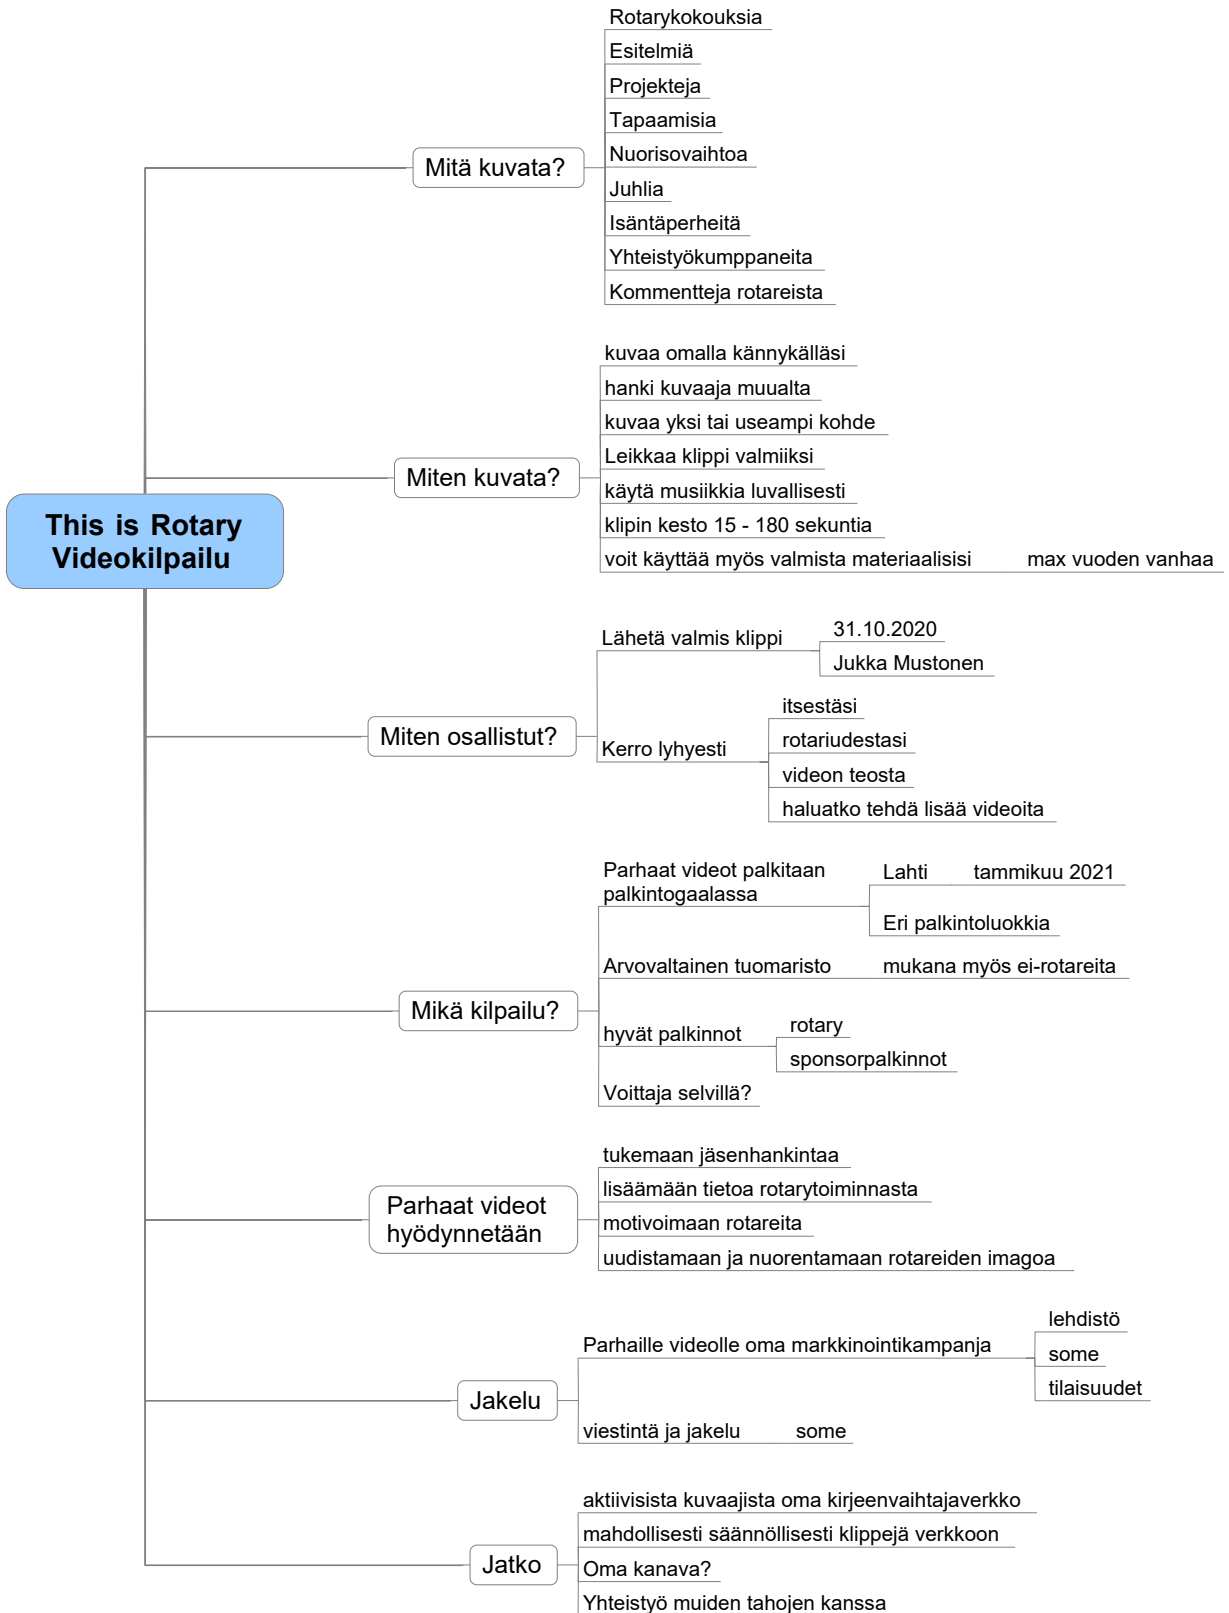 This is Rotary
Videokilpailu
Mitä kuvata?
Rotarykokouksia
Esitelmiä
Projekteja
Tapaamisia
Nuorisovaihtoa
Juhlia
Isäntäperheitä
Yhteistyökumppaneita
Kommentteja rotareista
Miten kuvata?
kuvaa omalla kännykälläsi
hanki kuvaaja muualta
kuvaa yksi tai useampi kohde
Leikkaa klippi valmiiksi
käytä musiikkia luvallisesti
klipin kesto 15 - 180 sekuntia
voit käyttää myös valmista materiaalisisi max vuoden vanhaa
Miten osallistut?
Lähetä valmis klippi
31.10.2020
Jukka Mustonen
Kerro lyhyesti
itsestäsi
rotariudestasi
videon teosta
haluatko tehdä lisää videoita
Mikä kilpailu?
Parhaat videot palkitaan
palkintogaalassa
Lahti tammikuu 2021
Eri palkintoluokkia
Arvovaltainen tuomaristo mukana myös ei-rotareita
hyvät palkinnot
rotary
sponsorpalkinnot
Voittaja selvillä?
Parhaat videot
hyödynnetään
tukemaan jäsenhankintaa
lisäämään tietoa rotarytoiminnasta
motivoimaan rotareita
uudistamaan ja nuorentamaan rotareiden imagoa
Jakelu
Parhaille videolle oma markkinointikampanja
lehdistö
some
tilaisuudet
viestintä ja jakelu some
Jatko
aktiivisista kuvaajista oma kirjeenvaihtajaverkko
mahdollisesti säännöllisesti klippejä verkkoon
Oma kanava?
Yhteistyö muiden tahojen kanssa